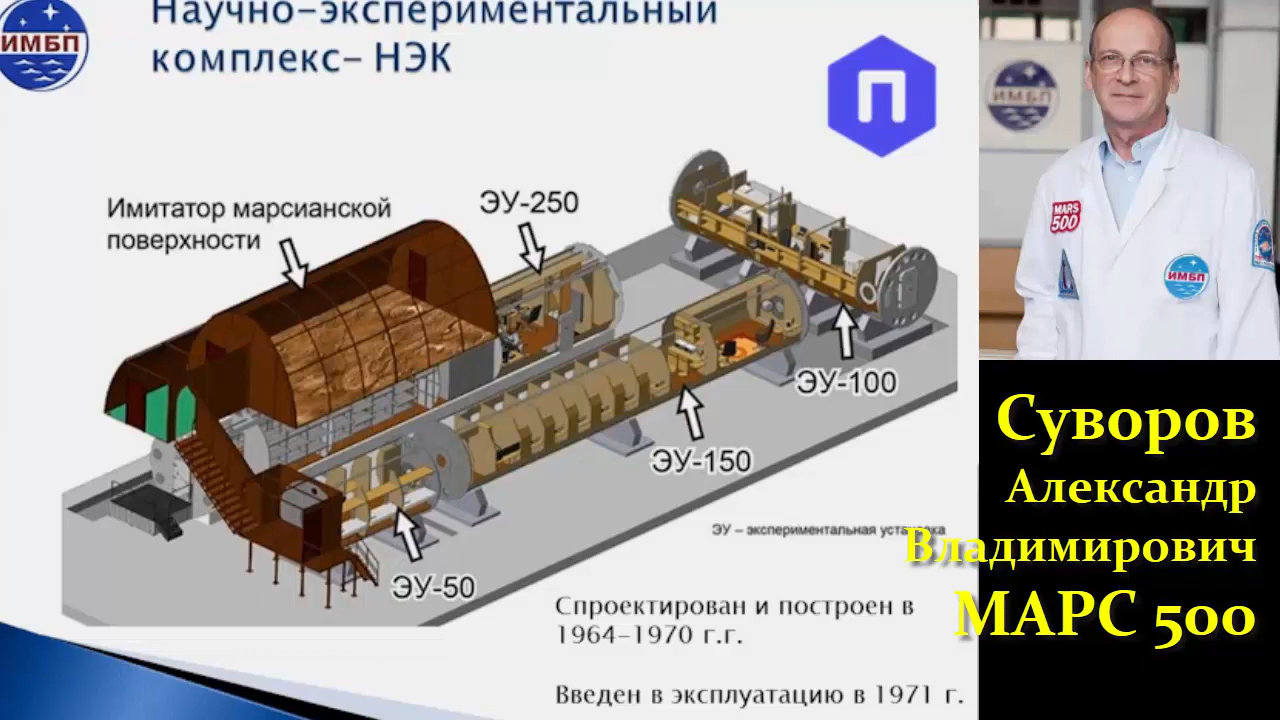 Научно-экспериментальный
комплекс- НЭК
ИМБП
П
Имитатор марсианской
поверхности
ЭУ-250
ЭУ-100
ЭУ-150
ЭУ-50
ЭУ – экспериментальная установка
Спроектирован и построен в
1964-1970 г.г.
Введен в эксплуатацию в 1971 г.
ИМБП
MARS
500
ИМБП
Суворов
Александр
Владимирович
МАРС 500